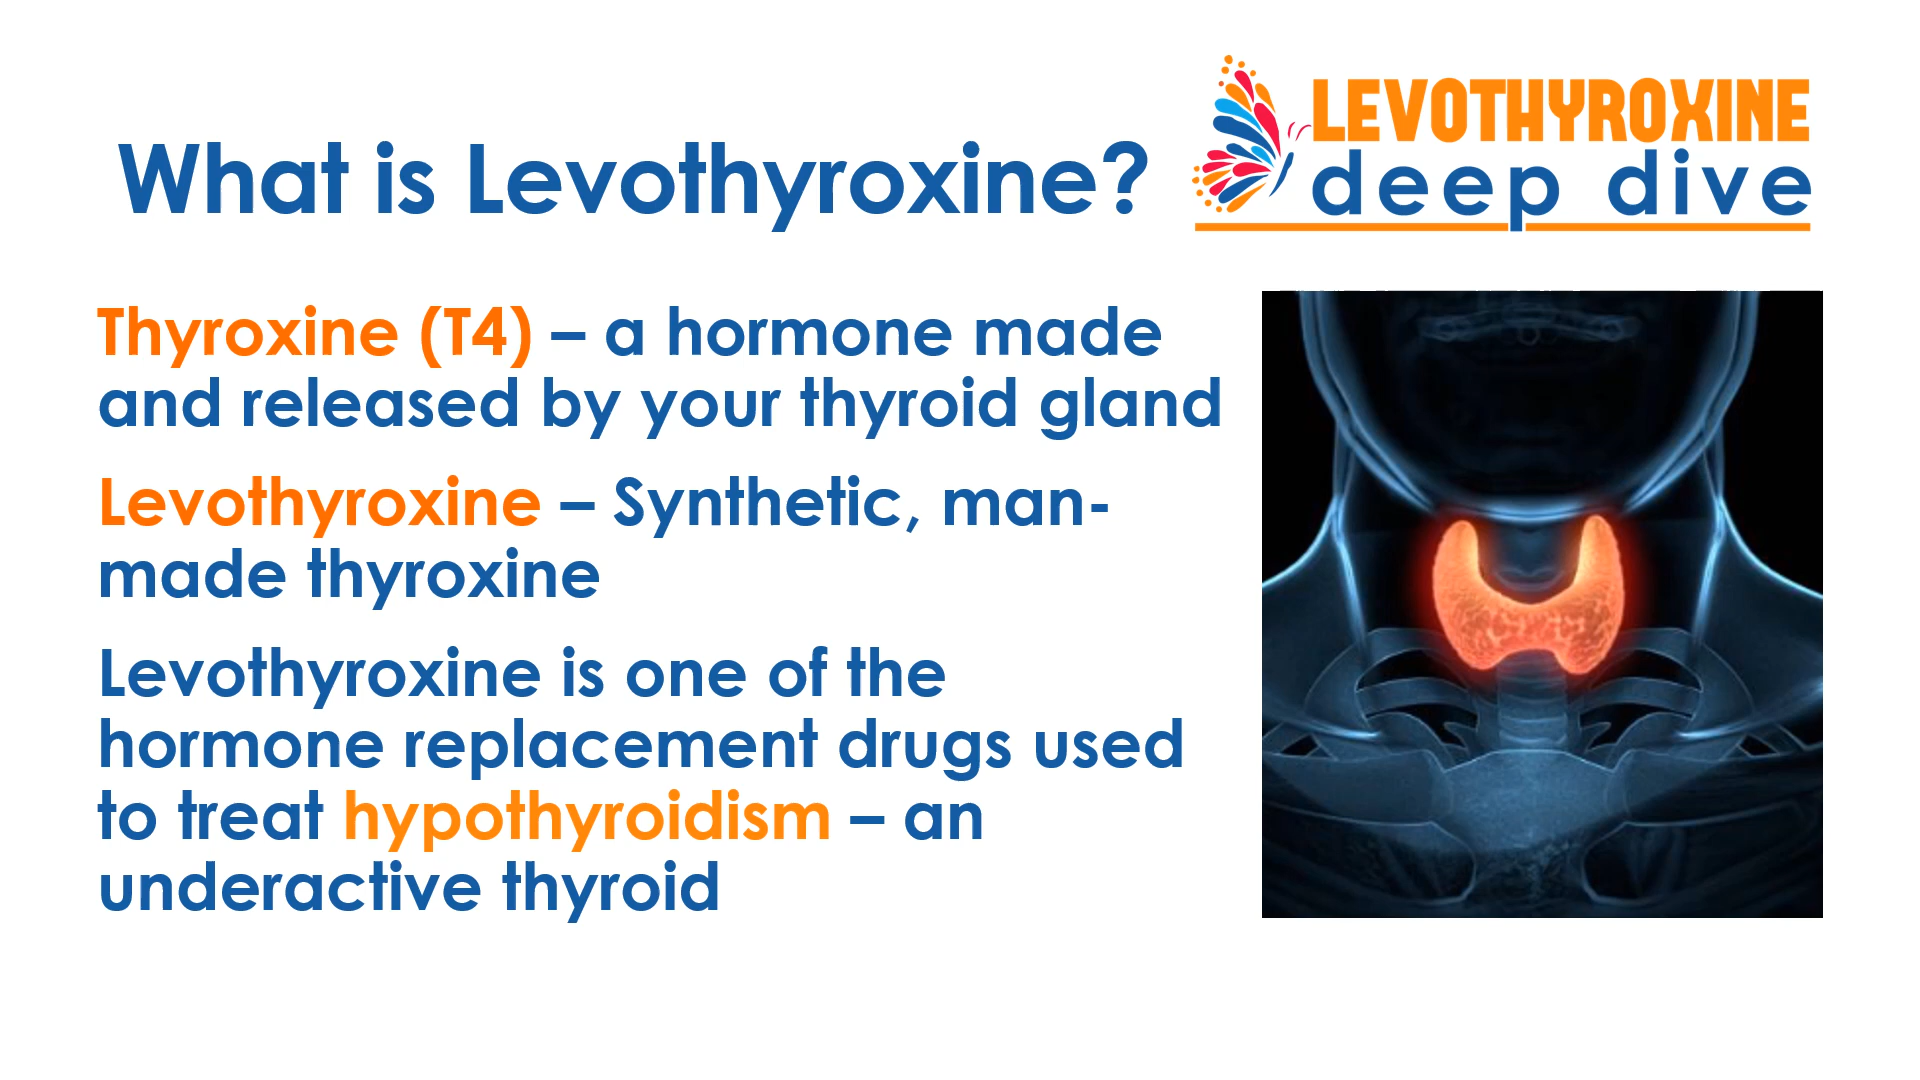 What is Levothyroxine?
LEVOTHYROXINE
deep dive
Thyroxine (T4) – a hormone made
and released by your thyroid gland
Levothyroxine – Synthetic, man-
made thyroxine
Levothyroxine is one of the
hormone replacement drugs used
to treat hypothyroidism – an
underactive thyroid